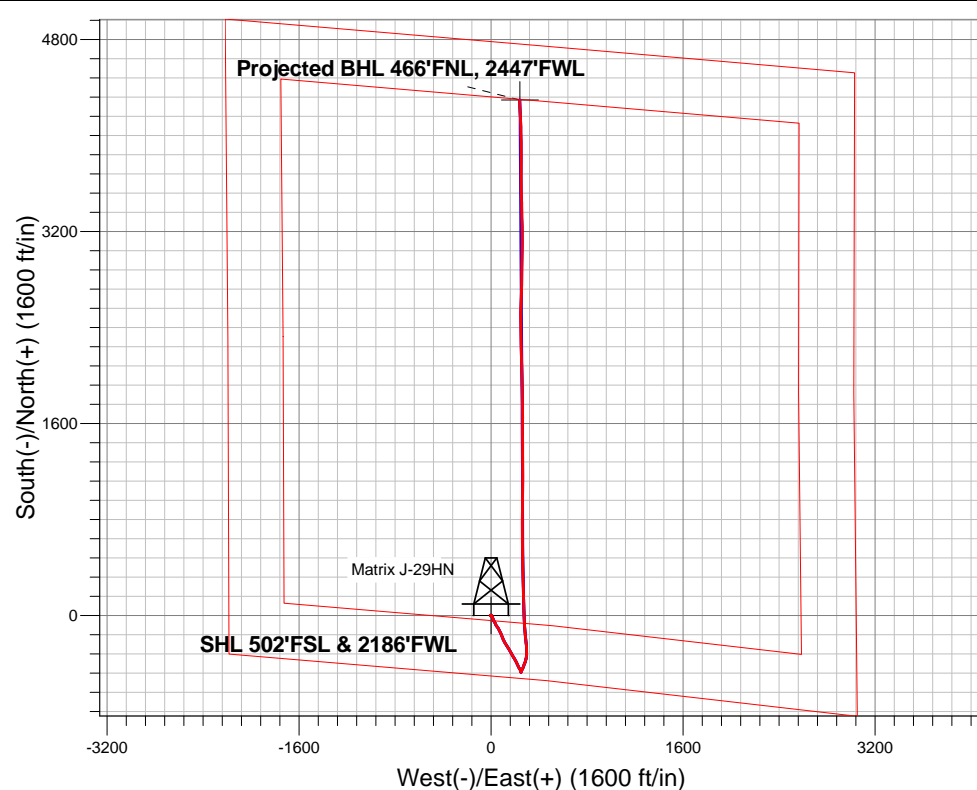 4800
Projected BHL 466'FNL, 2447'FWL
3200
South(-)/North(+) (1600 ft/in)
1600
Matrix J-29HN
0
SHL 502'FSL & 2186'FWL
-3200
-1600
0
1600
3200
West(-)/East(+) (1600 ft/in)